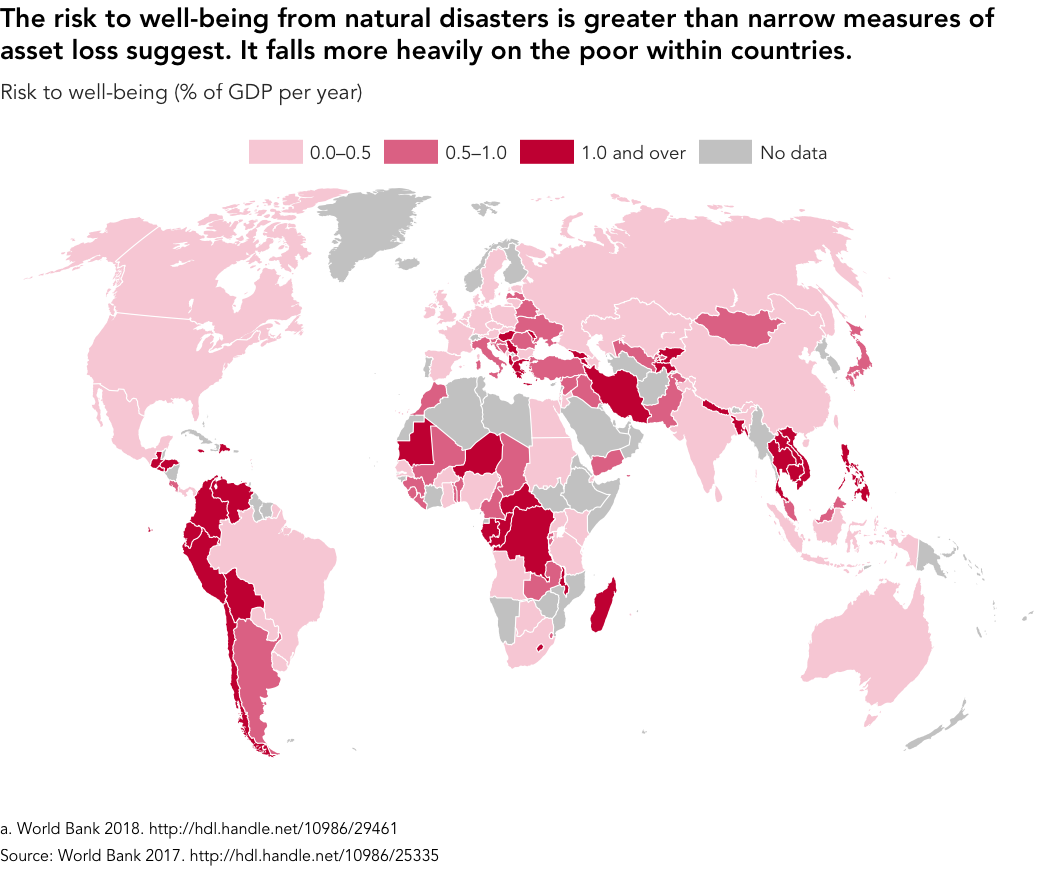 The risk to well-being from natural disasters is greater than narrow measures of
asset loss suggest. It falls more heavily on the poor within countries.
Risk to well-being (% of GDP per year)
0.0–0.5 0.5–1.0 1.0 and over No data
a. World Bank 2018. http://hdl.handle.net/10986/29461
Source: World Bank 2017. http://hdl.handle.net/10986/25335